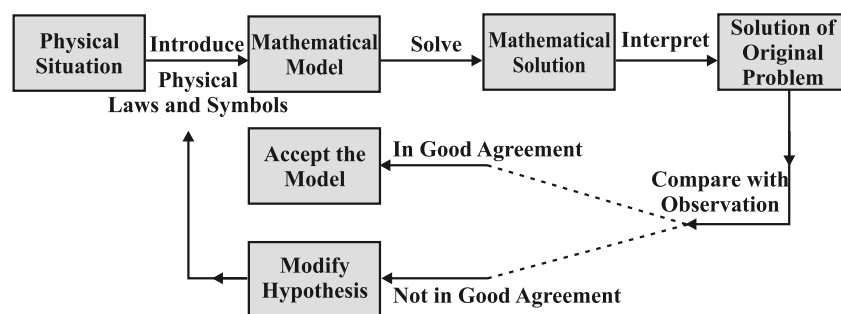 Physical
Situation
Introduce
Physical
Laws and Symbols
Mathematical
Model
Solve
Mathematical
Solution
Interpret
Solution of
Original
Problem
Compare with
Observation
In Good Agreement
Accept the
Model
Not in Good Agreement
Modify
Hypothesis